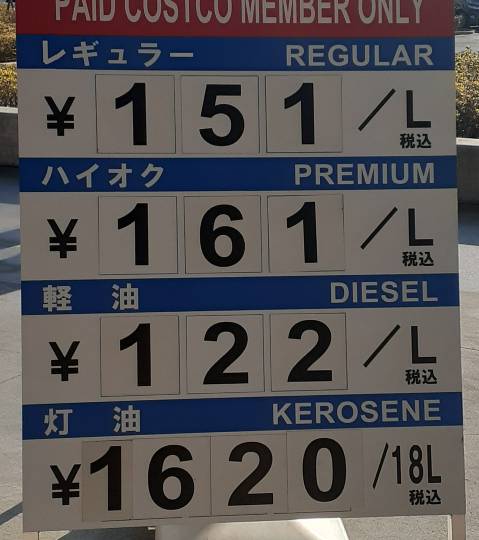 PAID COSTCO MEMBER ONLY
レギュラー REGULAR
¥ 151 /L 税込
ハイオク PREMIUM
¥ 161 /L 税込
軽 油 DIESEL
¥ 122 /L 税込
灯 油 KEROSENE
¥ 1620 /18L 税込